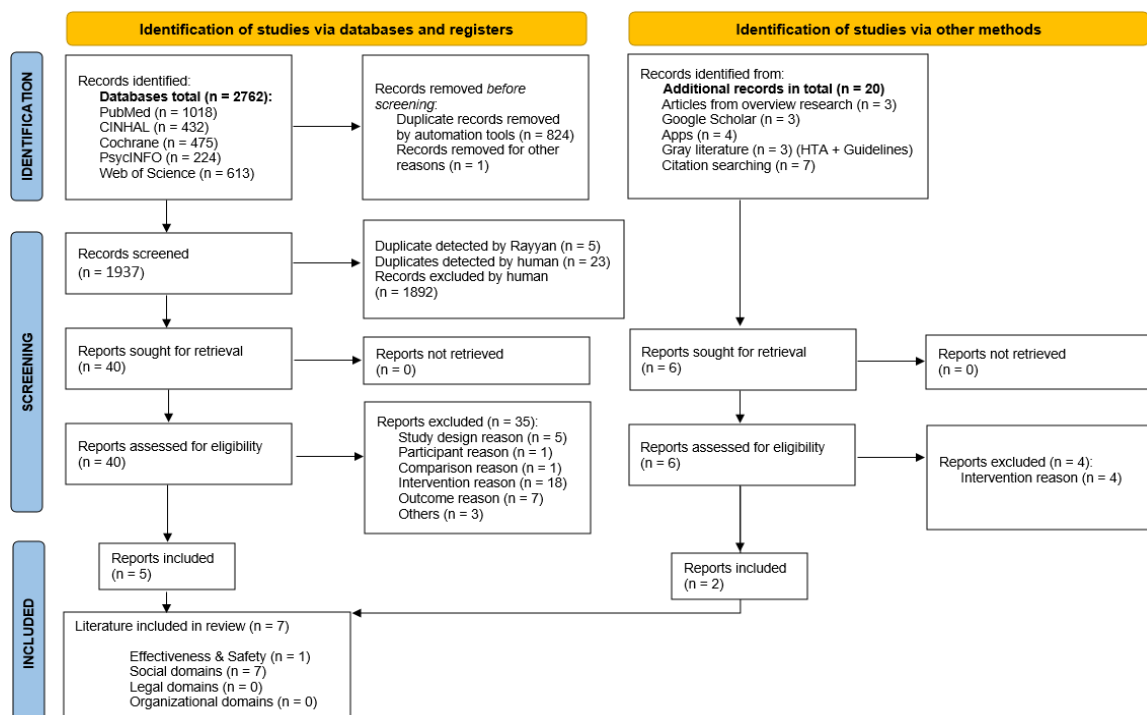 Identification of studies via databases and registers
Identification of studies via other methods
IDENTIFICATION
Records identified:
Databases total (n = 2762):
PubMed (n = 1018)
CINHAL (n = 432)
Cochrane (n = 475)
PsycINFO (n = 224)
Web of Science (n = 613)
Records removed before
screening:
Duplicate records removed
by automation tools (n = 824)
Records removed for other
reasons (n = 1)
Records identified from:
Additional records in total (n = 20)
Articles from overview research (n = 3)
Google Scholar (n = 3)
Apps (n = 4)
Gray literature (n = 3) (HTA + Guidelines)
Citation searching (n = 7)
SCREENING
Records screened
(n = 1937)
Duplicate detected by Rayyan (n = 5)
Duplicates detected by human (n = 23)
Records excluded by human
(n = 1892)
Reports sought for retrieval
(n = 40)
Reports not retrieved
(n = 0)
Reports sought for retrieval
(n = 6)
Reports not retrieved
(n = 0)
Reports assessed for eligibility
(n = 40)
Reports excluded (n = 35):
Study design reason (n = 5)
Participant reason (n = 1)
Comparison reason (n = 1)
Intervention reason (n = 18)
Outcome reason (n = 7)
Others (n = 3)
Reports assessed for eligibility
(n = 6)
Reports excluded (n = 4):
Intervention reason (n = 4)
INCLUDED
Reports included
(n = 5)
Reports included
(n = 2)
Literature included in review (n = 7)
Effectiveness & Safety (n = 1)
Social domains (n = 7)
Legal domains (n = 0)
Organizational domains (n = 0)